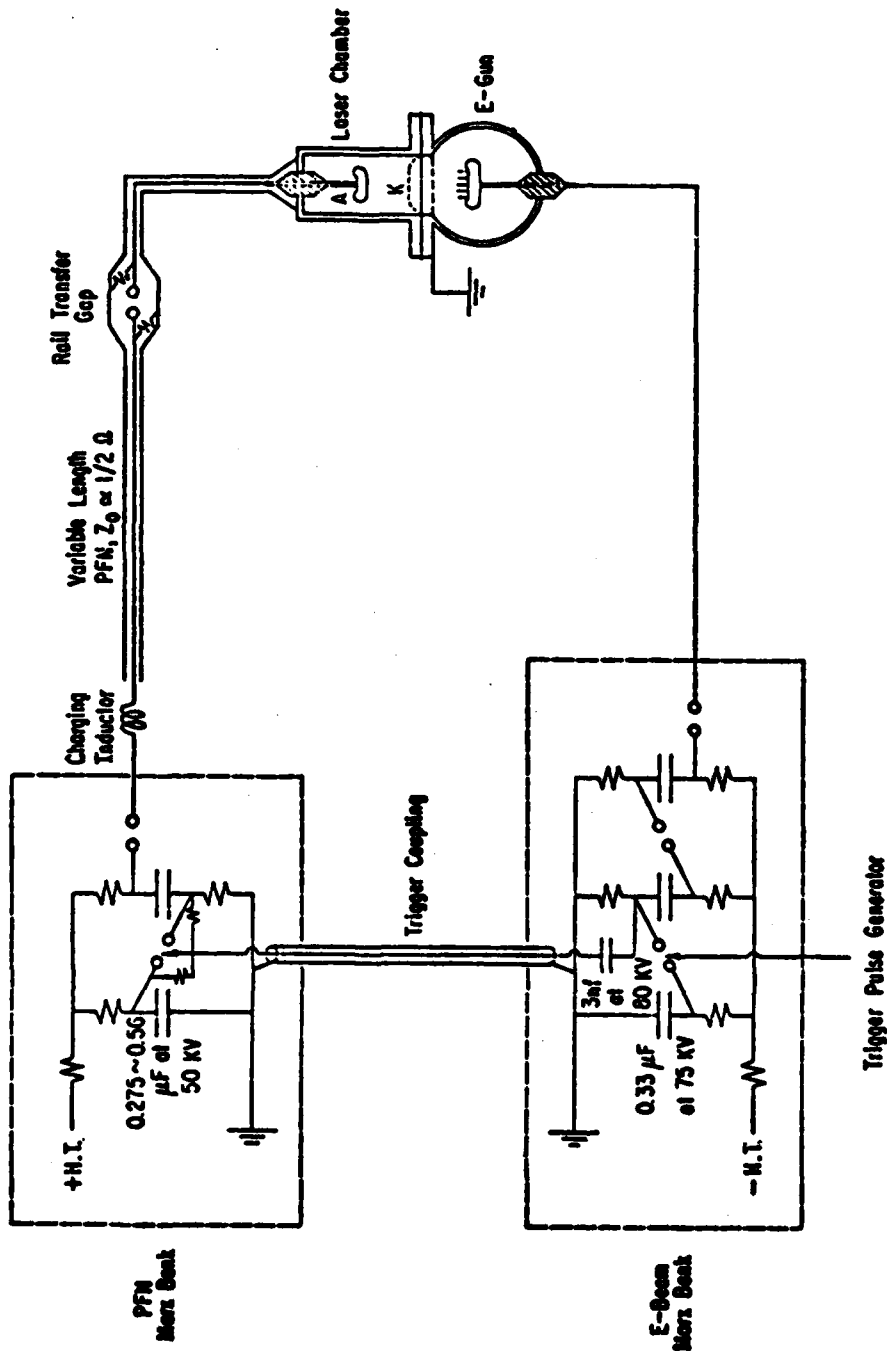 PFN
Marx Bank
+H.T.
0.275~0.56
µF at
50 KV
Charging
Inductor
Variable Length
PFN, Z₀ ∝ 1/2 Ω
Rail Transfer
Gap
Laser Chamber
A
K
E-Gun
Trigger Coupling
E-Beam
Marx Bank
3nf
at
80 KV
0.33 µF
at 75 KV
-H.T.
Trigger Pulse Generator